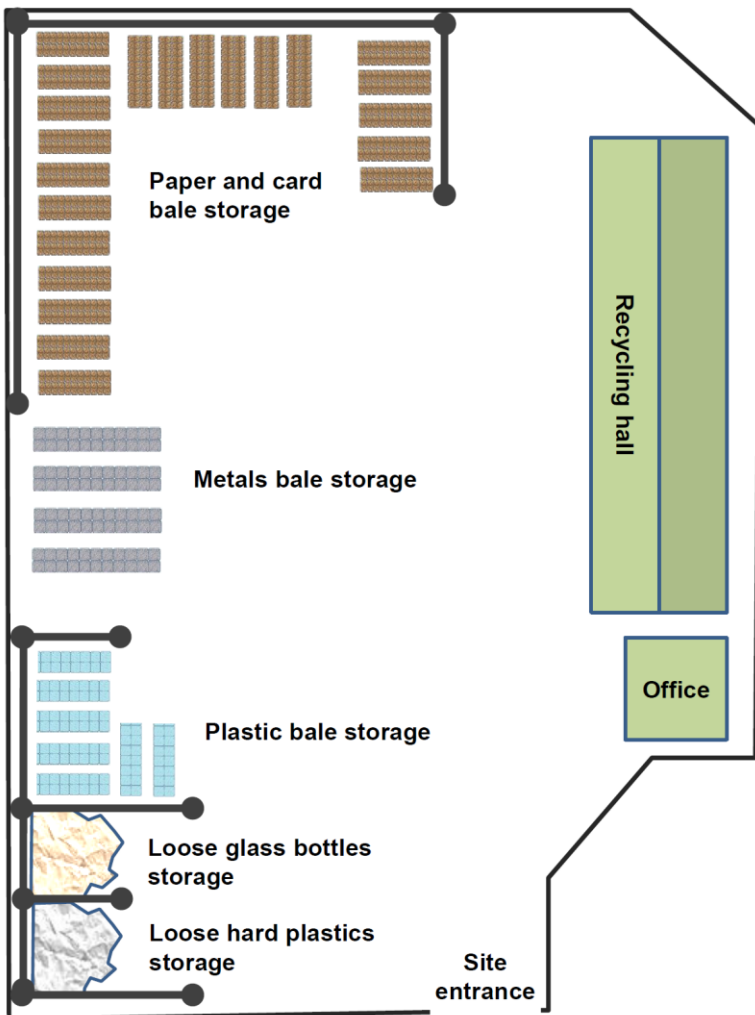 Paper and card
bale storage
Recycling hall
Metals bale storage
Office
Plastic bale storage
Loose glass bottles
storage
Loose hard plastics
storage
Site
entrance